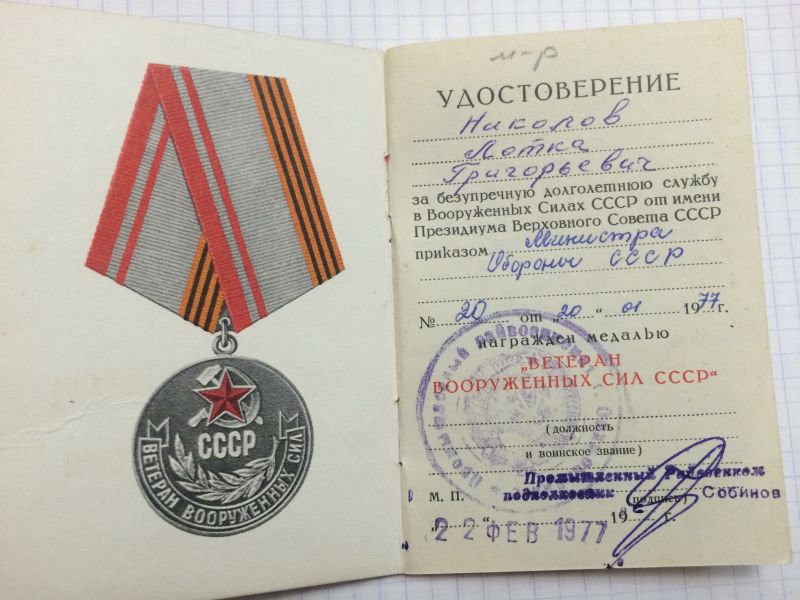 СССР
ВЕТЕРАН ВООРУЖЕННЫХ СИЛ
м-р
УДОСТОВЕРЕНИЕ
Николов
Лотка
Григорьевич
за безупречную долголетнюю службу
в Вооруженных Силах СССР от имени
Президиума Верховного Совета СССР
приказом Министра
Обороны СССР
№ 20 от „20" 01 1977 г.
награжден медалью
„ВЕТЕРАН
ВООРУЖЕННЫХ СИЛ СССР"
(должность
и воинское звание)
Промышленный Райвоенком
М. П. подполковник (подпись) Собинов
„ " 19 г.
22 ФЕВ 1977